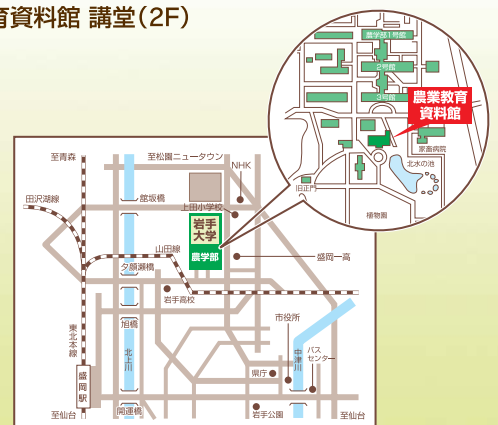 育資料館 講堂(2F)
農学部1号館
2号館
3号館
農業教育
資料館
家畜病院
北水の池
旧正門
植物園
至青森
至松園ニュータウン
NHK
田沢湖線
館坂橋
上田小学校
岩手
大学
農学部
山田線
盛岡一高
夕顔瀬橋
岩手高校
旭橋
市役所
東北本線
北上川
中津川
バス
センター
盛岡駅
県庁
至仙台
開運橋
岩手公園
至仙台